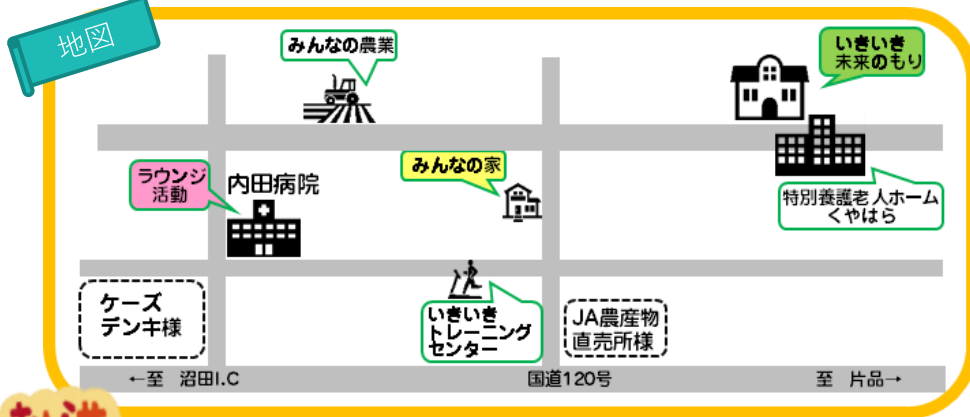 地図
みんなの農業
いきいき
未来のもり
ラウンジ
活動
内田病院
みんなの家
特別養護老人ホーム
くやはら
ケーズ
デンキ様
いきいき
トレーニング
センター
JA農産物
直売所様
←至 沼田I.C
国道120号
至 片品→